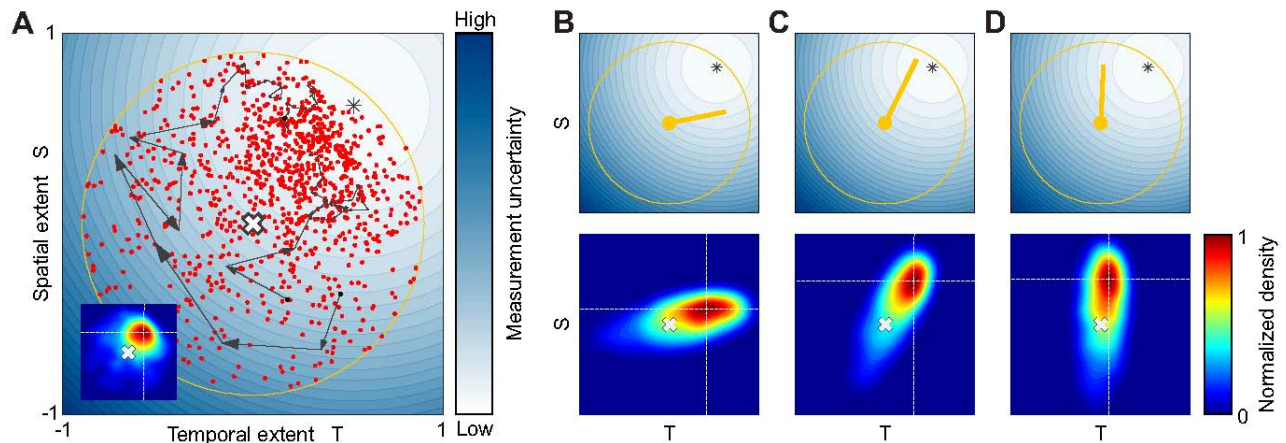 A
B
C
D
High
1
Spatial extent S
Measurement uncertainty
-1
-1
Temporal extent T
1
Low
S
S
T
T
T
1
Normalized density
0